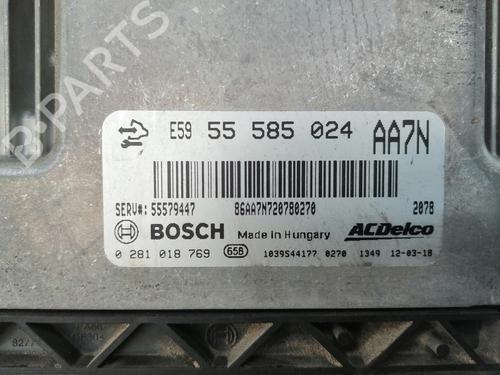 E59 55 585 024 AA7N
SERV#: 55579447 86AA7N720780270 2078
BOSCH Made in Hungary ACDelco
0 281 018 769 658 1039S44177 0270 1349 12-03-18
B-PARTS